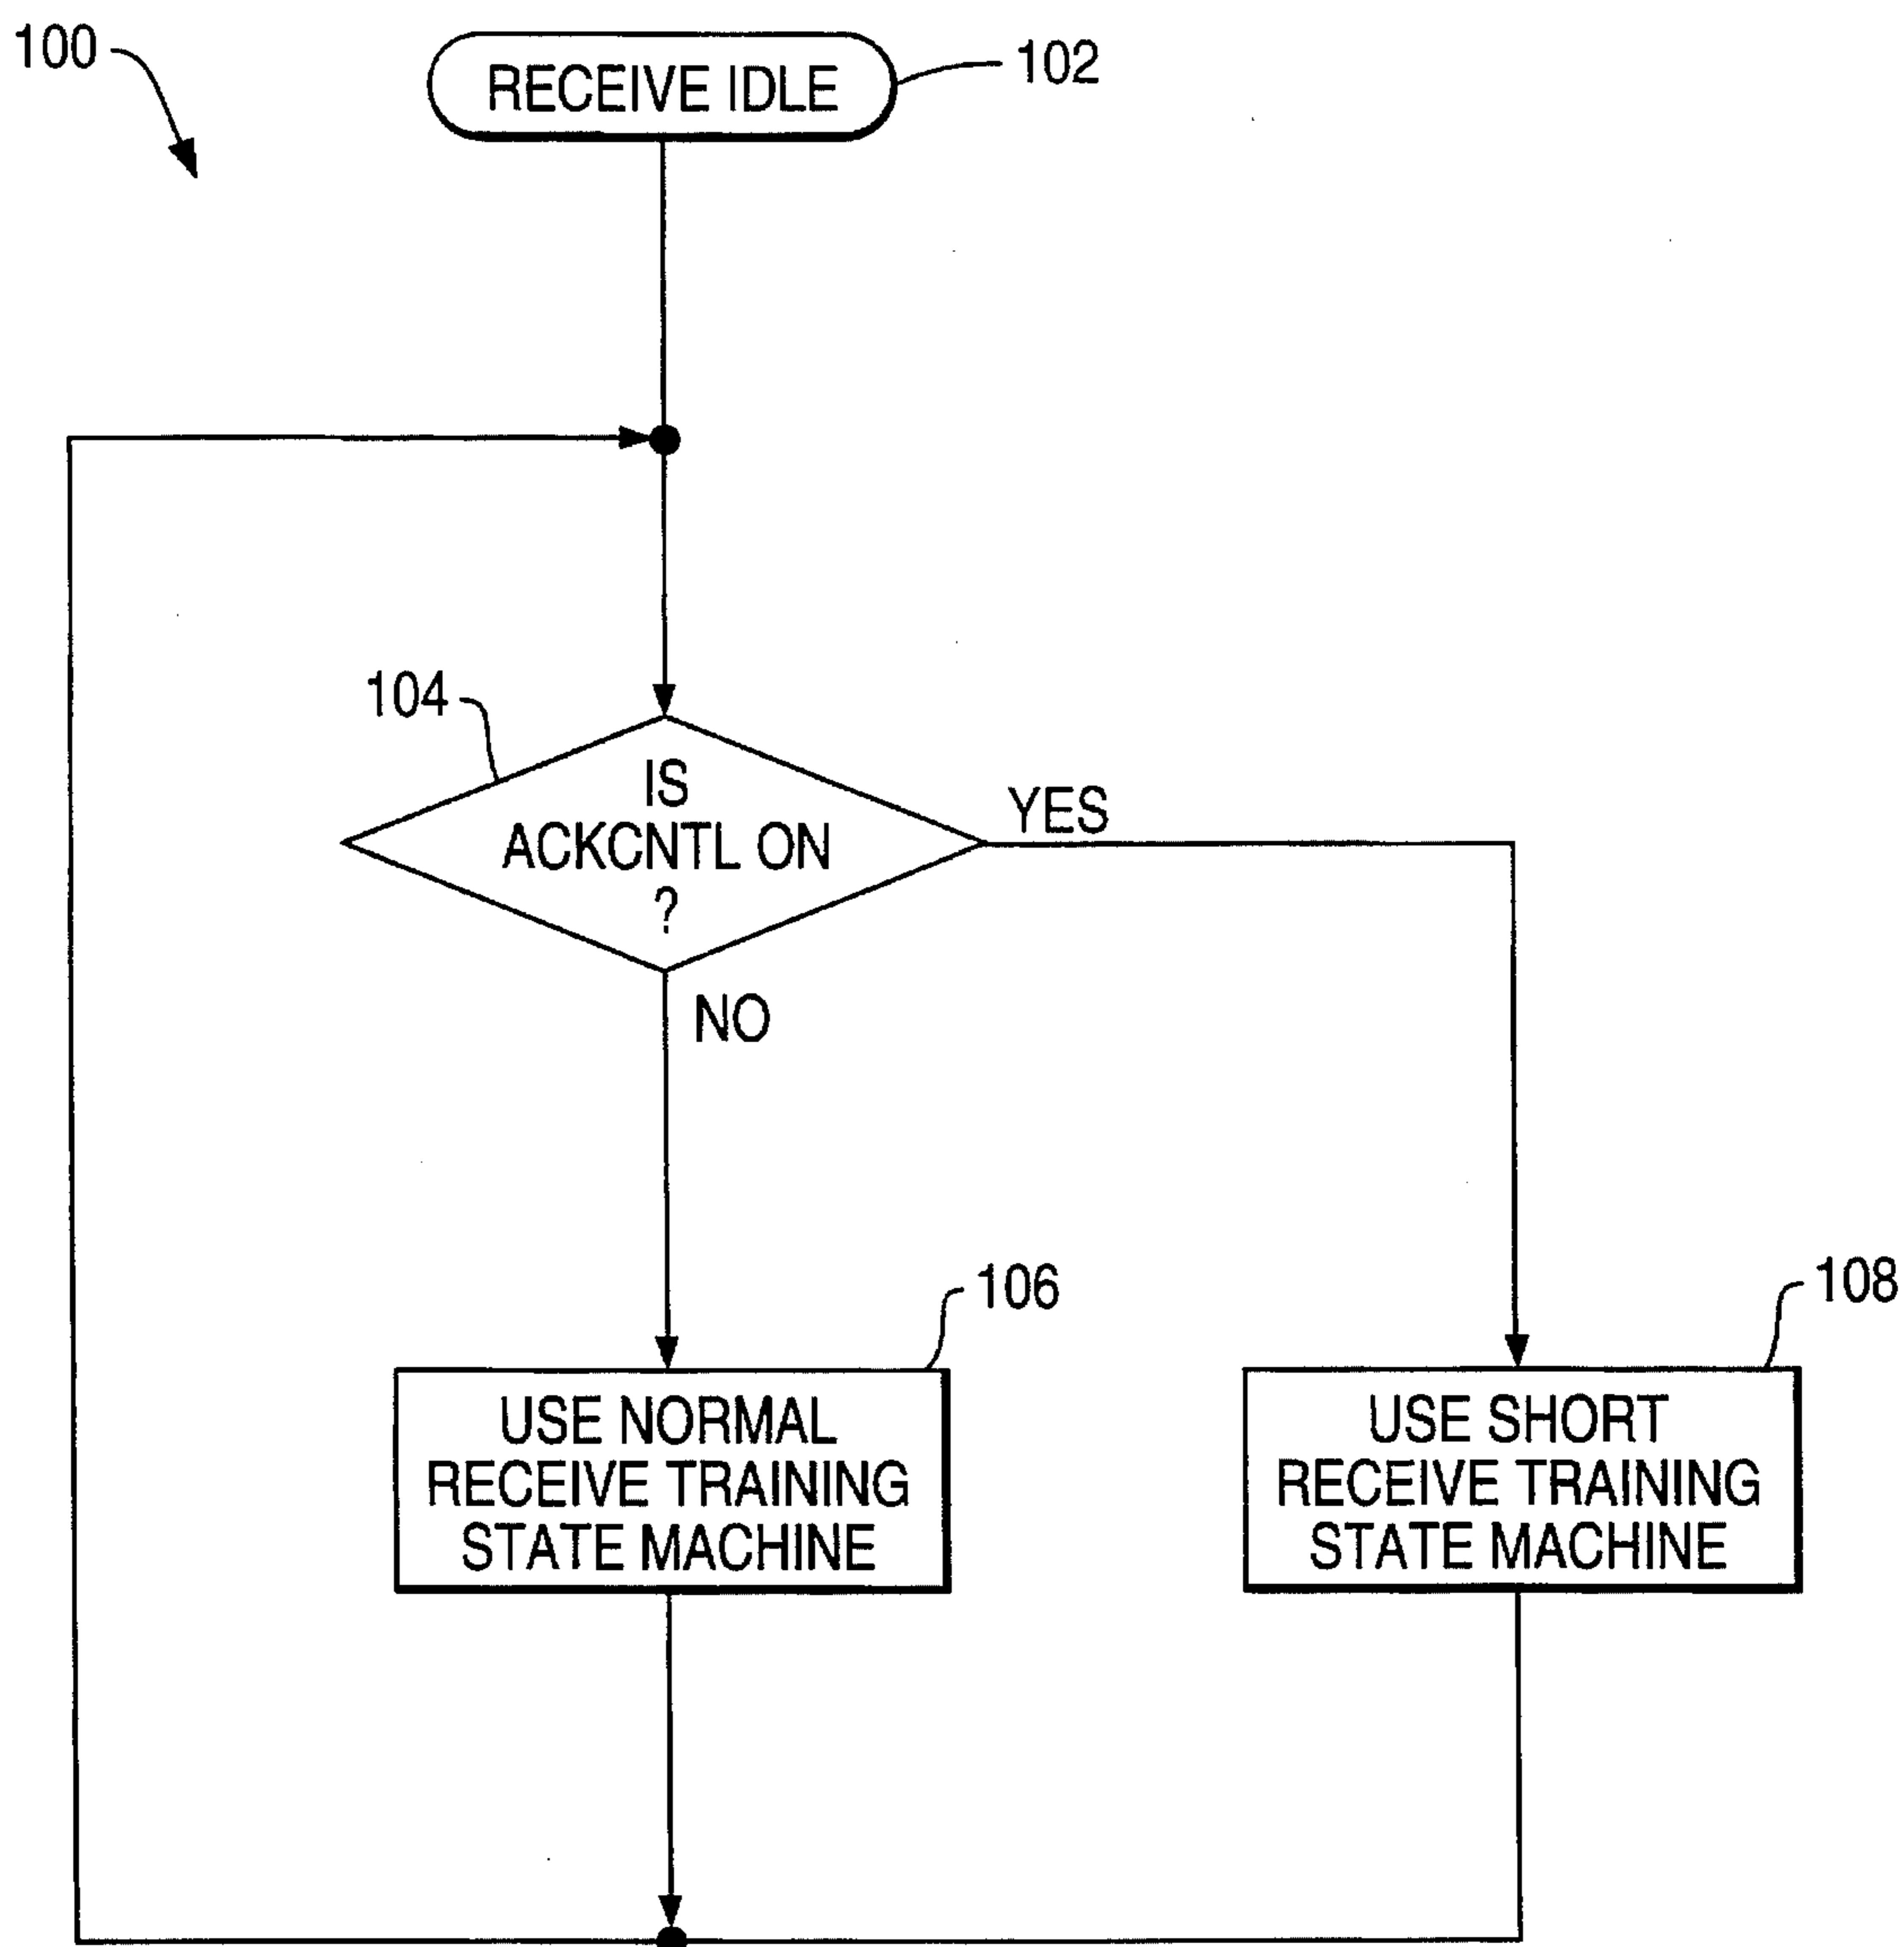 100
RECEIVE IDLE
102
104
IS
ACKCNTL ON
?
YES
NO
106
108
USE NORMAL
RECEIVE TRAINING
STATE MACHINE
USE SHORT
RECEIVE TRAINING
STATE MACHINE